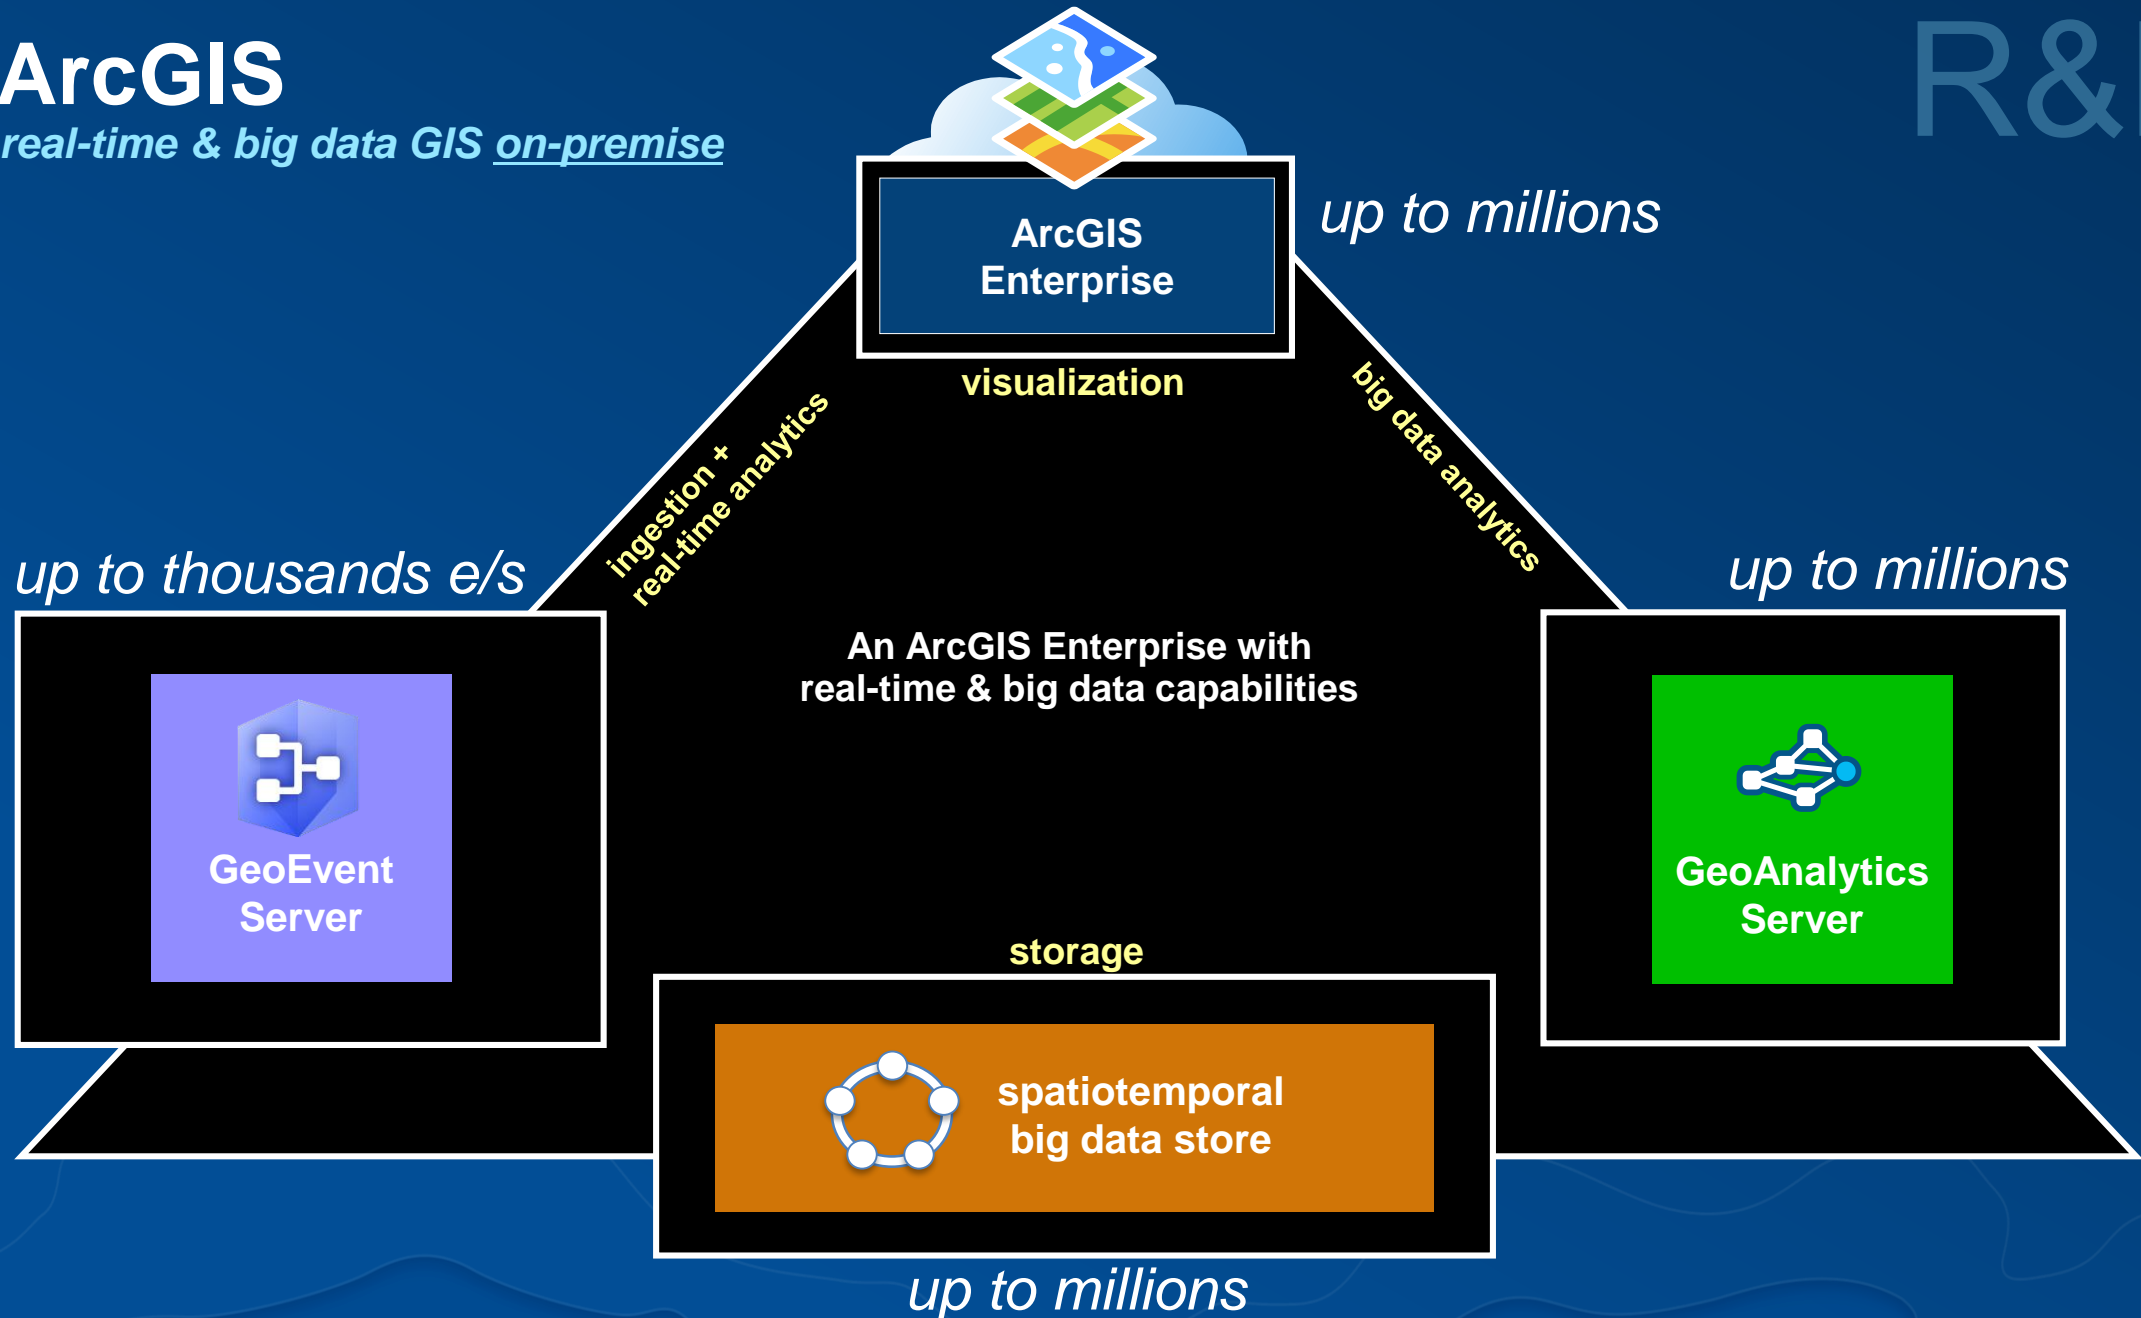 ArcGIS
real-time & big data GIS on-premise
R&
ArcGIS
Enterprise
up to millions
visualization
ingestion +
real-time analytics
big data analytics
up to thousands e/s
up to millions
An ArcGIS Enterprise with
real-time & big data capabilities
GeoEvent
Server
GeoAnalytics
Server
storage
spatiotemporal
big data store
up to millions